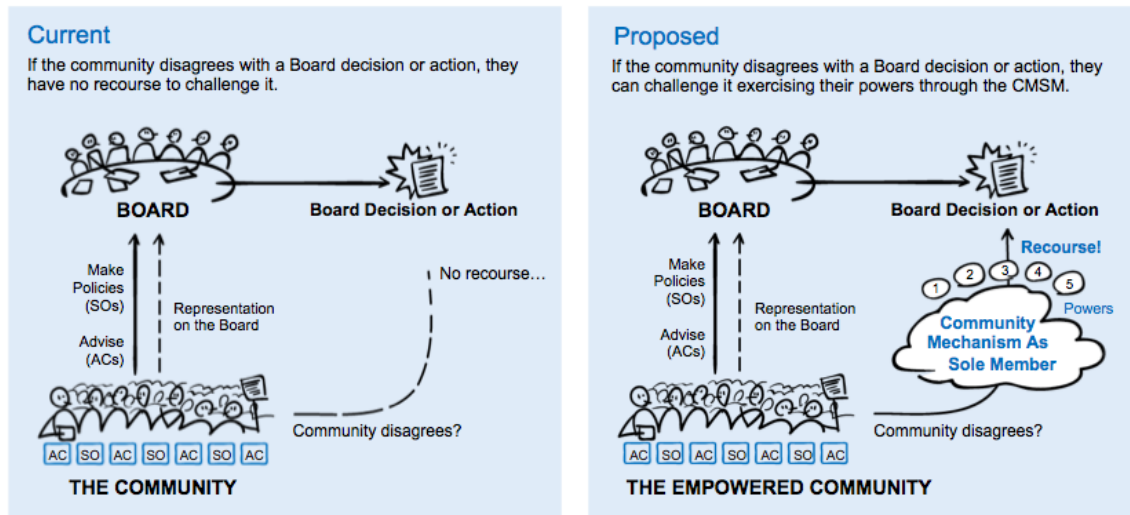 Current
If the community disagrees with a Board decision or action, they
have no recourse to challenge it.
BOARD
Board Decision or Action
Make
Policies
(SOs)
Advise
(ACs)
Representation
on the Board
No recourse...
Community disagrees?
AC SO AC SO AC SO AC
THE COMMUNITY
Proposed
If the community disagrees with a Board decision or action, they
can challenge it exercising their powers through the CMSM.
BOARD
Board Decision or Action
Recourse!
Make
Policies
(SOs)
Advise
(ACs)
Representation
on the Board
1 2 3 4 5
Powers
Community
Mechanism As
Sole Member
Community disagrees?
AC SO AC SO AC SO AC
THE EMPOWERED COMMUNITY